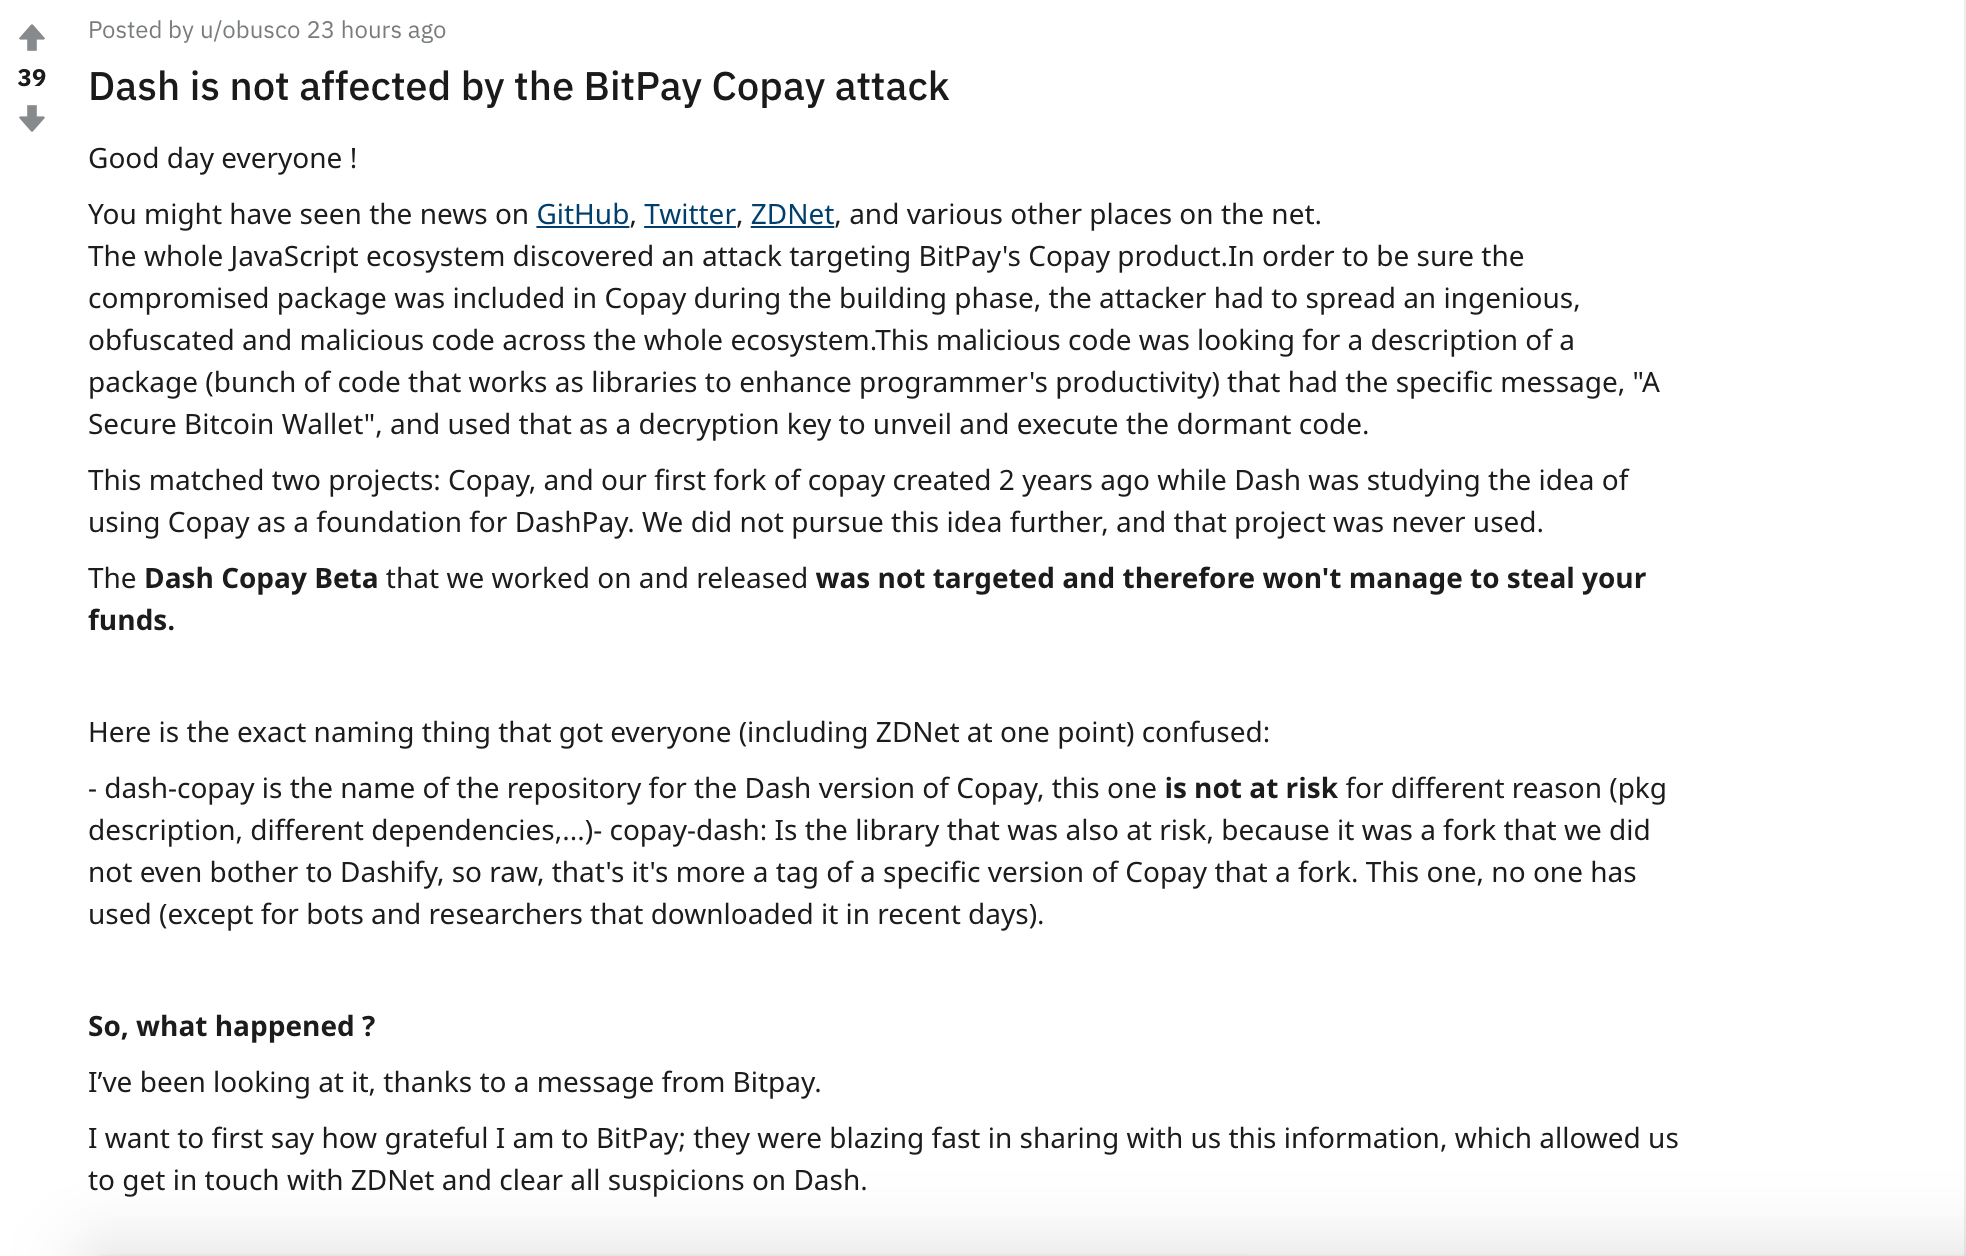 Posted by u/obusco 23 hours ago
39
Dash is not affected by the BitPay Copay attack
Good day everyone !
You might have seen the news on GitHub, Twitter, ZDNet, and various other places on the net.
The whole JavaScript ecosystem discovered an attack targeting BitPay's Copay product.In order to be sure the
compromised package was included in Copay during the building phase, the attacker had to spread an ingenious,
obfuscated and malicious code across the whole ecosystem.This malicious code was looking for a description of a
package (bunch of code that works as libraries to enhance programmer's productivity) that had the specific message, "A
Secure Bitcoin Wallet", and used that as a decryption key to unveil and execute the dormant code.
This matched two projects: Copay, and our first fork of copay created 2 years ago while Dash was studying the idea of
using Copay as a foundation for DashPay. We did not pursue this idea further, and that project was never used.
The Dash Copay Beta that we worked on and released was not targeted and therefore won't manage to steal your
funds.
Here is the exact naming thing that got everyone (including ZDNet at one point) confused:
- dash-copay is the name of the repository for the Dash version of Copay, this one is not at risk for different reason (pkg
description, different dependencies,...)- copay-dash: Is the library that was also at risk, because it was a fork that we did
not even bother to Dashify, so raw, that's it's more a tag of a specific version of Copay that a fork. This one, no one has
used (except for bots and researchers that downloaded it in recent days).
So, what happened ?
I’ve been looking at it, thanks to a message from Bitpay.
I want to first say how grateful I am to BitPay; they were blazing fast in sharing with us this information, which allowed us
to get in touch with ZDNet and clear all suspicions on Dash.